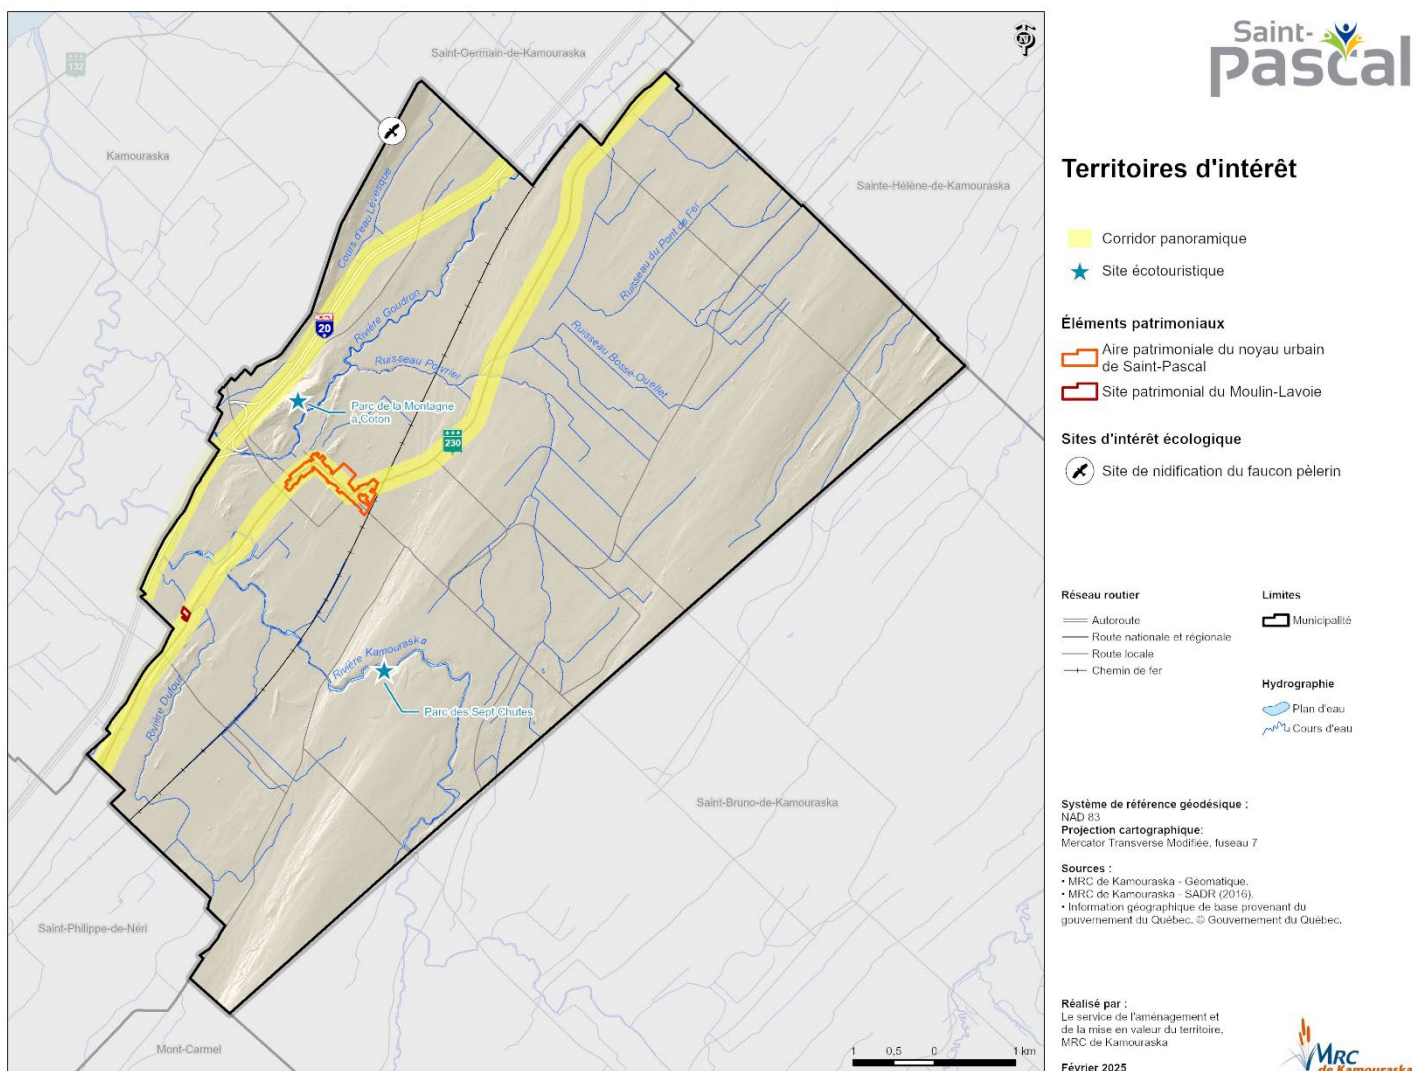 Saint-Germain-de-Kamouraska
132
N
Kamouraska
Sainte-Hélène-de-Kamouraska
Cours d'eau Lévesque
Ruisseau du Pont de Fer
20
Rivière Goudron
Ruisseau Poivrier
Ruisseau Bossé-Ouellet
Parc de la Montagne
à Coton
230
Rivière Kamouraska
Parc des Sept Chutes
Rivière Dufour
Saint-Bruno-de-Kamouraska
Saint-Philippe-de-Néri
Mont-Carmel
1 0,5 0 1 km
Saint-
Pascal
Territoires d'intérêt
Corridor panoramique
Site écotouristique
Éléments patrimoniaux
Aire patrimoniale du noyau urbain
de Saint-Pascal
Site patrimonial du Moulin-Lavoie
Sites d'intérêt écologique
Site de nidification du faucon pèlerin
Réseau routier
Autoroute
Route nationale et régionale
Route locale
Chemin de fer
Limites
Municipalité
Hydrographie
Plan d'eau
Cours d'eau
Système de référence géodésique :
NAD 83
Projection cartographique:
Mercator Transverse Modifiée, fuseau 7
Sources :
• MRC de Kamouraska - Géomatique.
• MRC de Kamouraska - SADR (2016).
• Information géographique de base provenant du
gouvernement du Québec. © Gouvernement du Québec.
Réalisé par :
Le service de l'aménagement et
de la mise en valeur du territoire,
MRC de Kamouraska
Février 2025
MRC
de Kamouraska